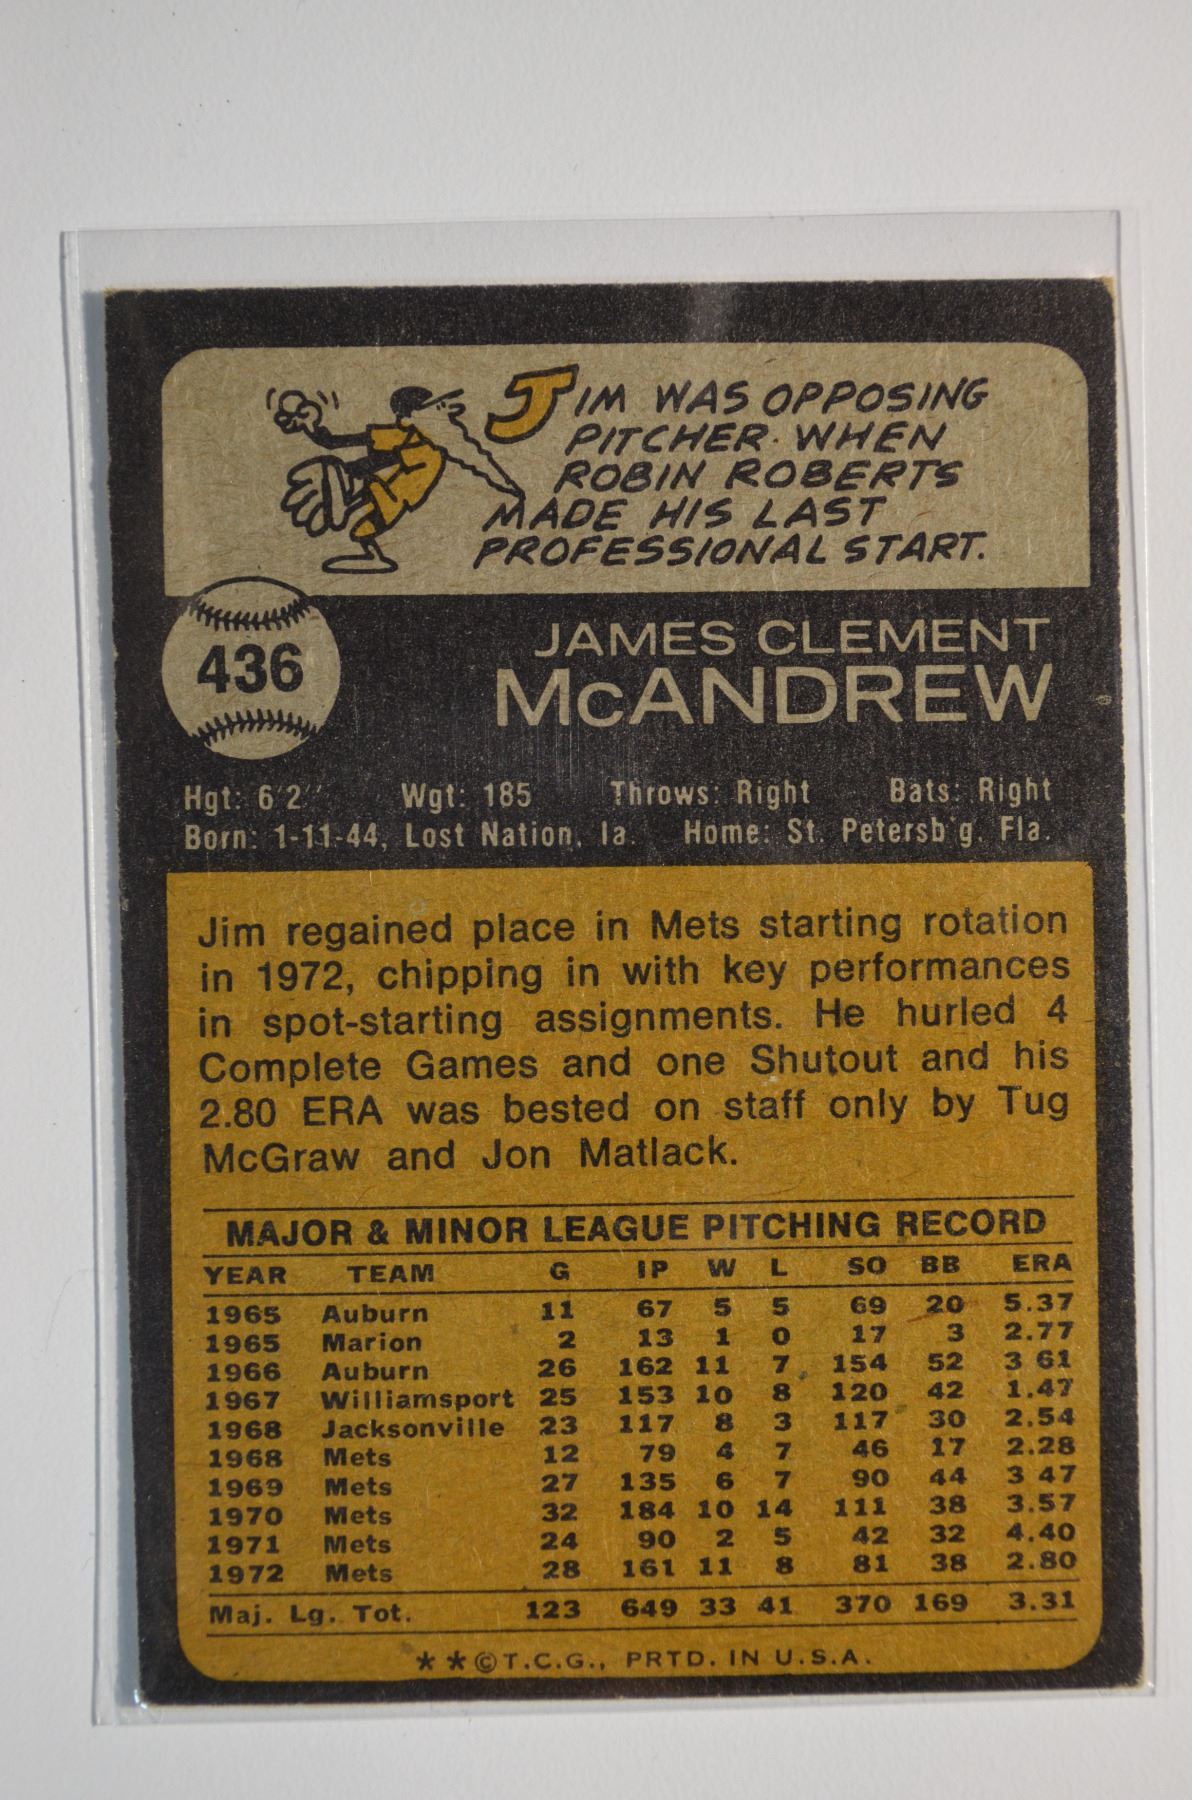 JIM WAS OPPOSING
PITCHER WHEN
ROBIN ROBERTS
MADE HIS LAST
PROFESSIONAL START.
436
JAMES CLEMENT
McANDREW
Hgt: 6'2" Wgt: 185 Throws: Right Bats: Right
Born: 1-11-44, Lost Nation, Ia. Home: St. Petersb'g, Fla.
Jim regained place in Mets starting rotation
in 1972, chipping in with key performances
in spot-starting assignments. He hurled 4
Complete Games and one Shutout and his
2.80 ERA was bested on staff only by Tug
McGraw and Jon Matlack.
MAJOR & MINOR LEAGUE PITCHING RECORD
YEAR TEAM G IP W L SO BB ERA
1965 Auburn 11 67 5 5 69 20 5.37
1965 Marion 2 13 1 0 17 3 2.77
1966 Auburn 26 162 11 7 154 52 3.61
1967 Williamsport 25 153 10 8 120 42 1.47
1968 Jacksonville 23 117 8 3 117 30 2.54
1968 Mets 12 79 4 7 46 17 2.28
1969 Mets 27 135 6 7 90 44 3.47
1970 Mets 32 184 10 14 111 38 3.57
1971 Mets 24 90 2 5 42 32 4.40
1972 Mets 28 161 11 8 81 38 2.80
Maj. Lg. Tot. 123 649 33 41 370 169 3.31
**©T.C.G., PRTD. IN U.S.A.